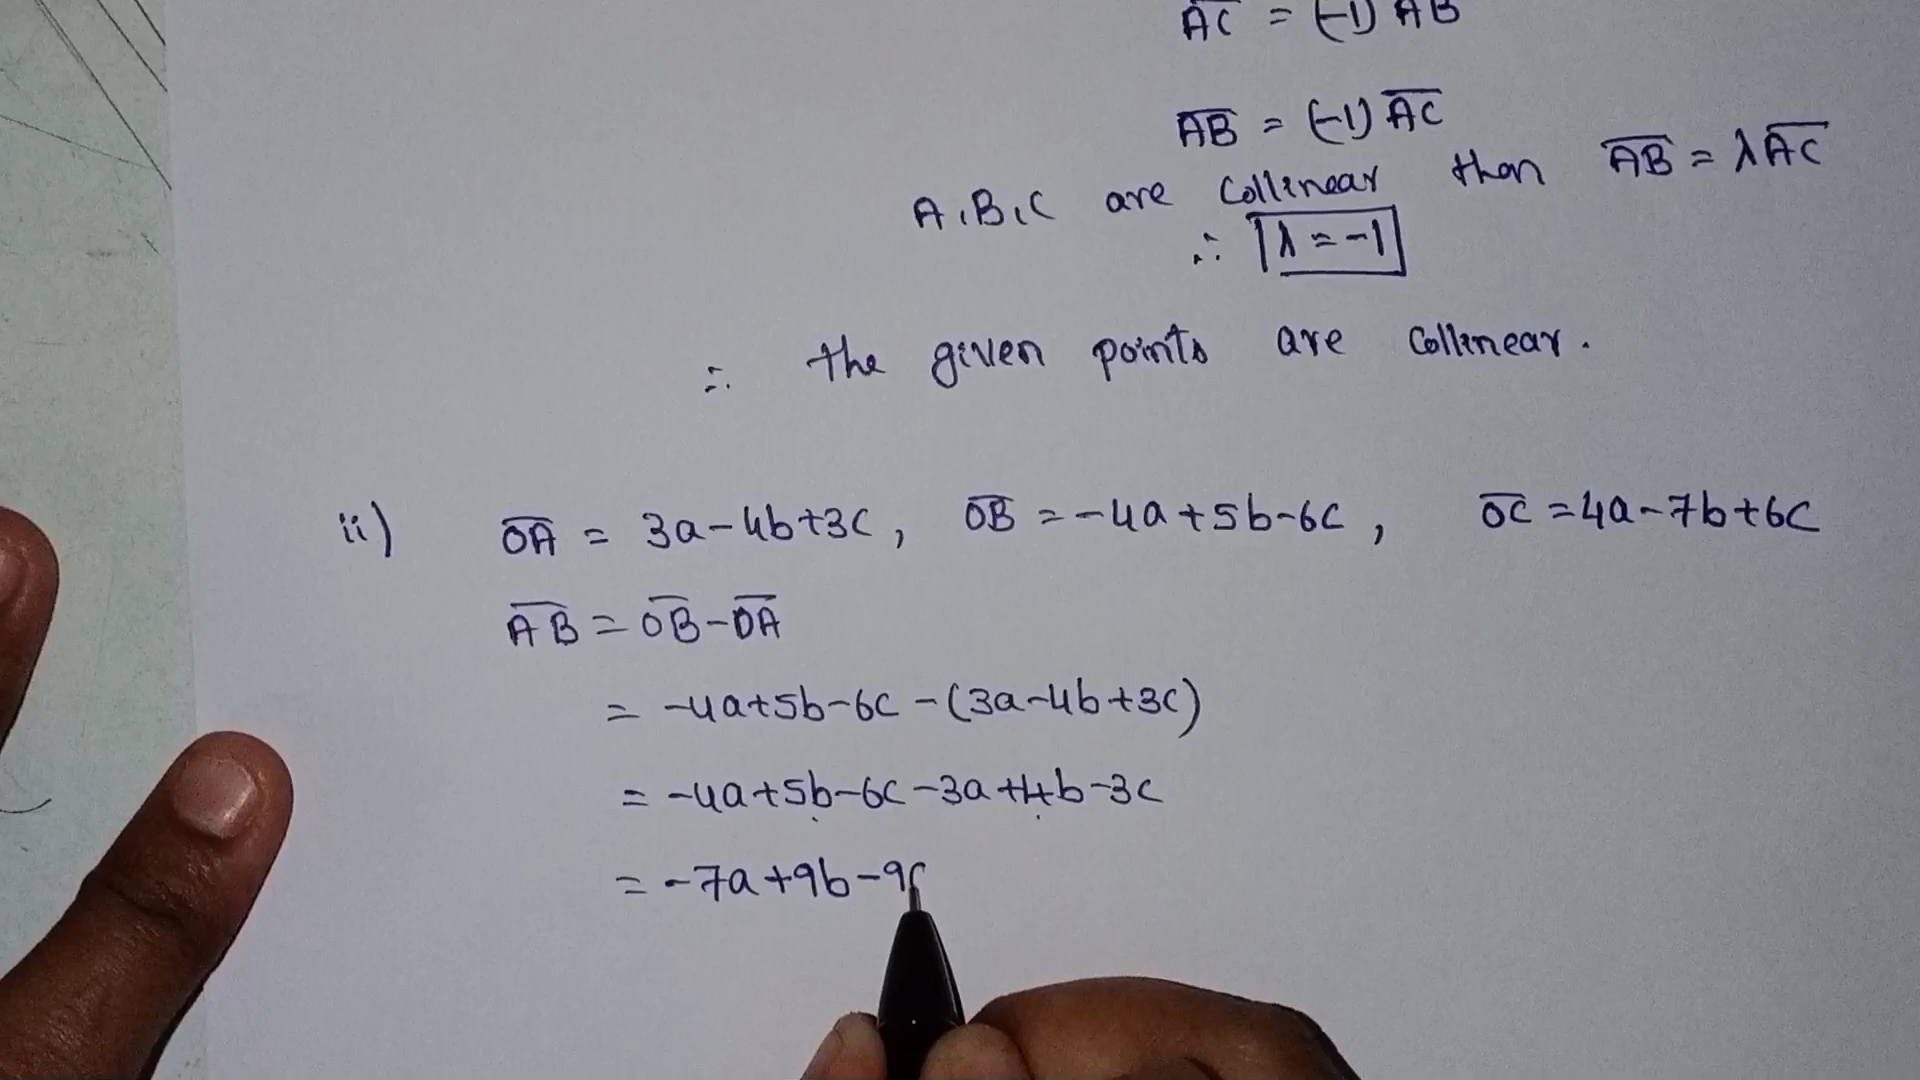 AC = (-1) AB
AB = (-1) AC
A, B, C are Collinear then AB = λAC
∴ λ = -1
∴ the given points are Collinear.
ii) OA = 3a-4b+3c, OB = -4a+5b-6c, OC = 4a-7b+6c
AB = OB-OA
= -4a+5b-6c-(3a-4b+3c)
= -4a+5b-6c-3a+4b-3c
= -7a+9b-9c